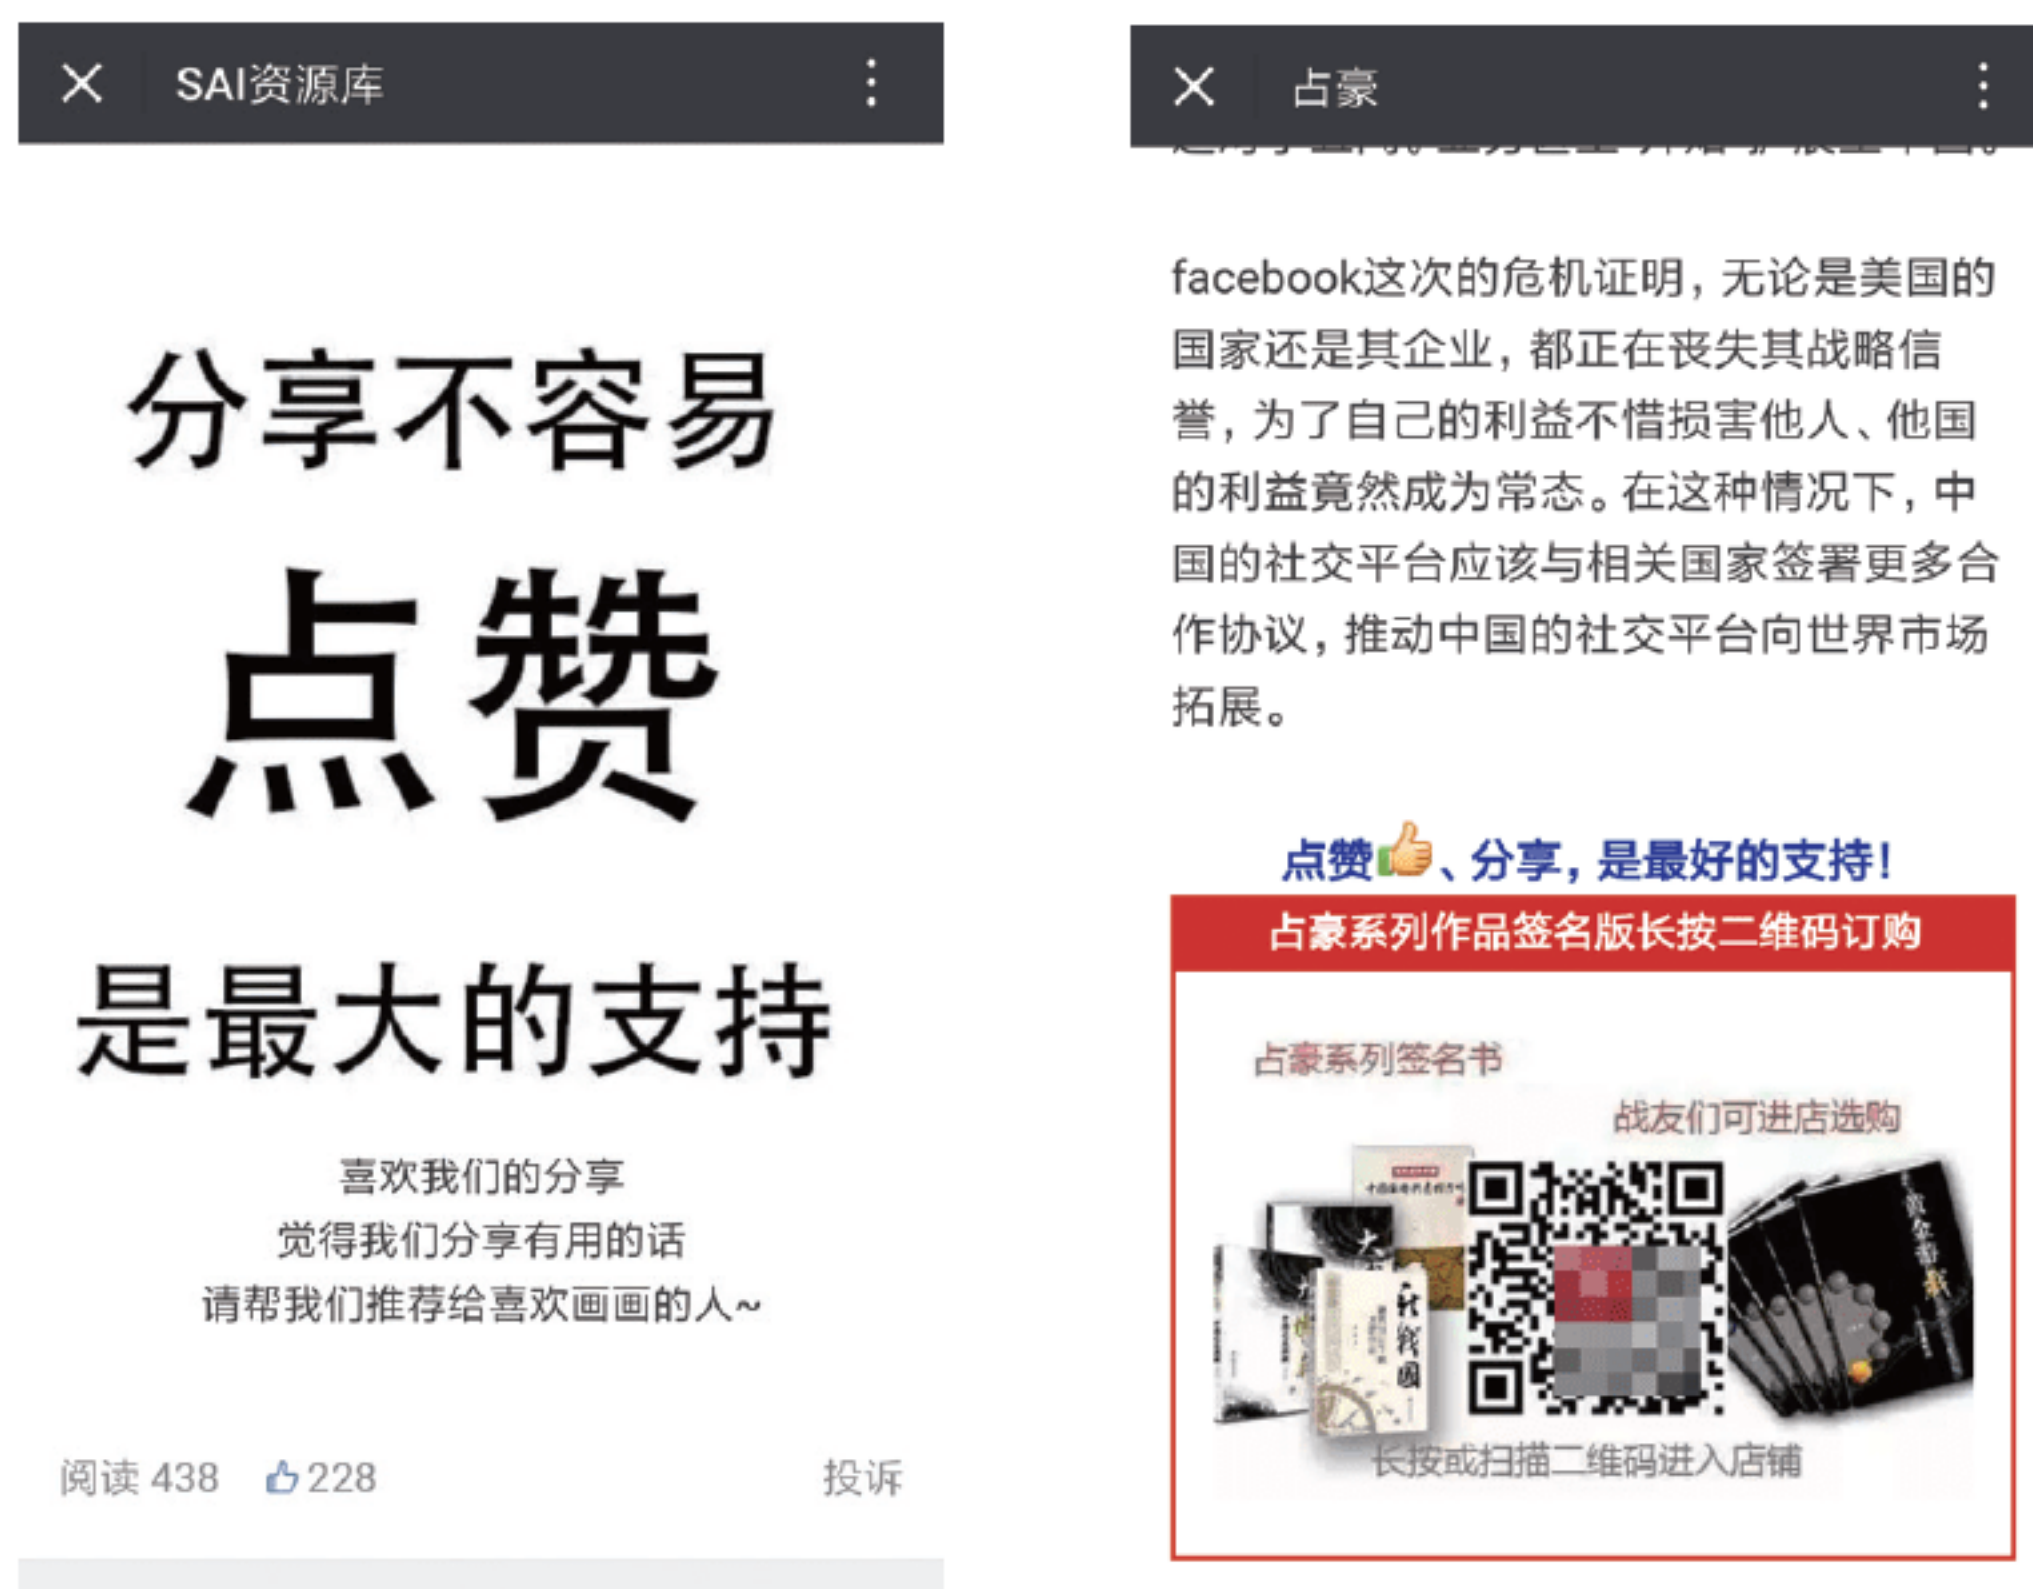 SAI资源库
分享不容易
点赞
是最大的支持
喜欢我们的分享
觉得我们分享有用的话
请帮我们推荐给喜欢画画的人~
阅读 438 228 投诉
占豪
facebook这次的危机证明，无论是美国的
国家还是其企业，都正在丧失其战略信
誉，为了自己的利益不惜损害他人、他国
的利益竟然成为常态。在这种情况下，中
国的社交平台应该与相关国家签署更多合
作协议，推动中国的社交平台向世界市场
拓展。
点赞👍、分享，是最好的支持！
占豪系列作品签名版长按二维码订购
占豪系列签名书
战友们可进店选购
黄金游戏
长按或扫描二维码进入店铺